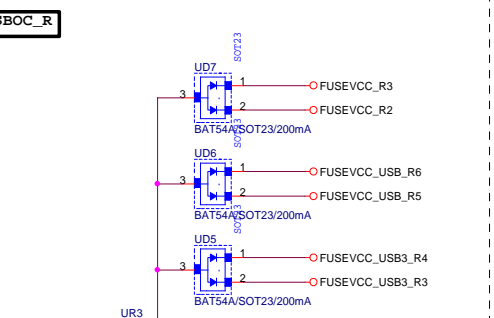 SBOC_R
SOT23
UD7
1
FUSEVCC_R3
3
2
FUSEVCC_R2
BAT54A/SOT23/200mA
SOT23
UD6
1
FUSEVCC_USB_R6
3
2
FUSEVCC_USB_R5
BAT54A/SOT23/200mA
SOT23
UD5
1
FUSEVCC_USB3_R4
3
2
FUSEVCC_USB3_R3
BAT54A/SOT23/200mA
UR3